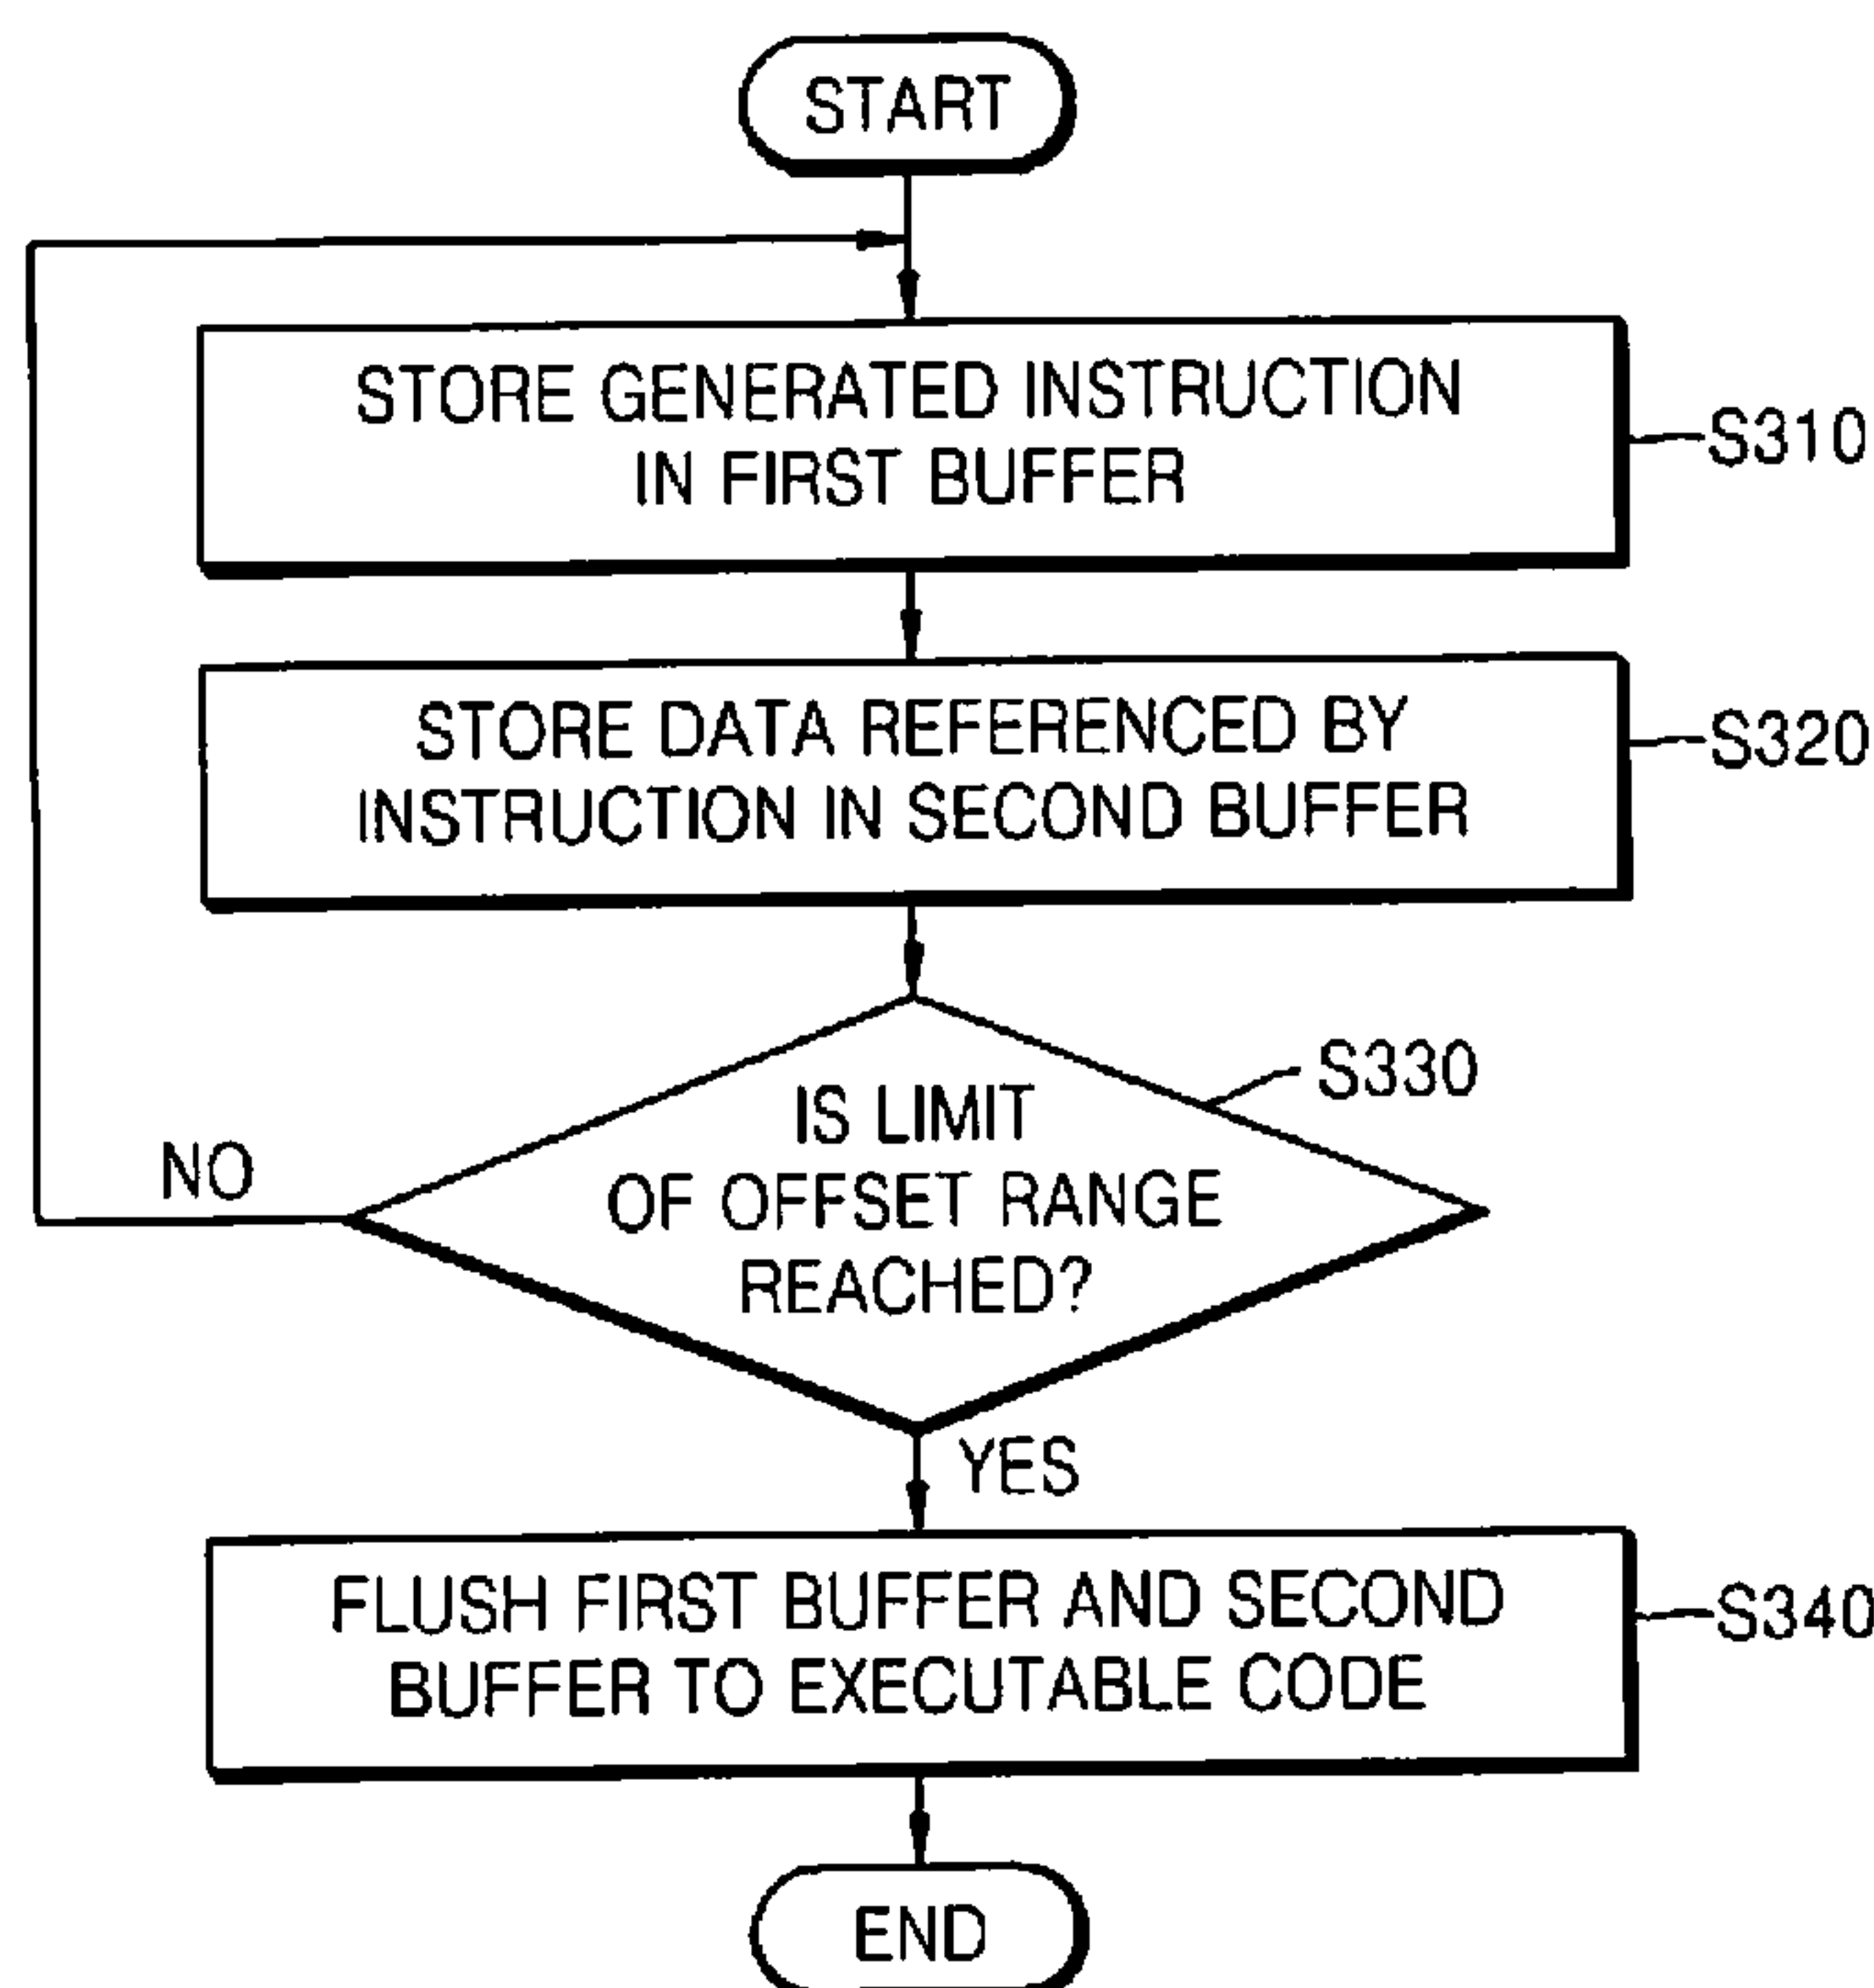 START
STORE GENERATED INSTRUCTION
IN FIRST BUFFER
S310
STORE DATA REFERENCED BY
INSTRUCTION IN SECOND BUFFER
S320
IS LIMIT
OF OFFSET RANGE
REACHED?
S330
NO
YES
FLUSH FIRST BUFFER AND SECOND
BUFFER TO EXECUTABLE CODE
S340
END